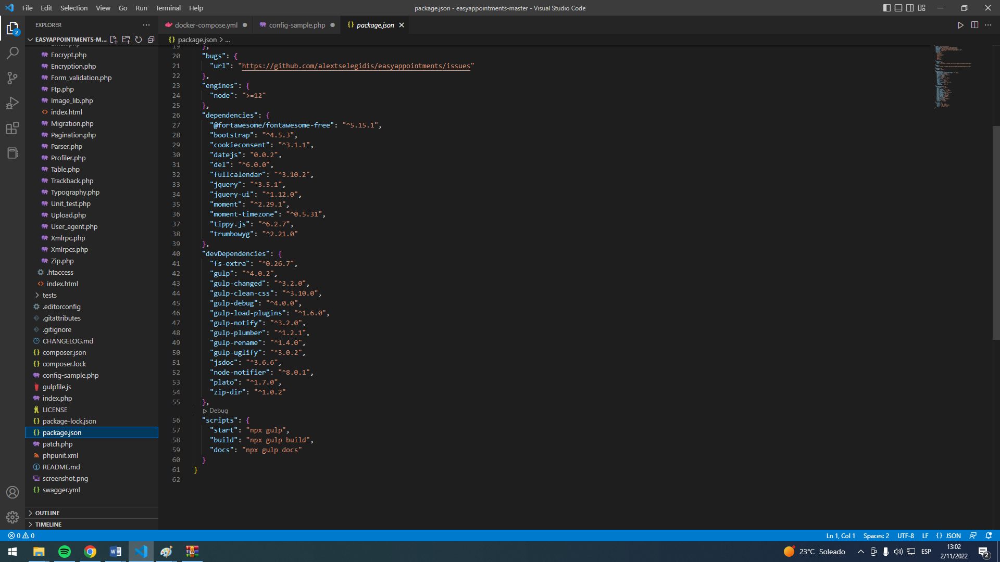 File Edit Selection View Go Run Terminal Help
package.json - easyappointments-master - Visual Studio Code
EXPLORER
EASYAPPOINTMENTS-M...
Encrypt.php
Encryption.php
Form_validation.php
Ftp.php
Image_lib.php
index.html
Migration.php
Pagination.php
Parser.php
Profiler.php
Table.php
Trackback.php
Typography.php
Unit_test.php
Upload.php
User_agent.php
Xmlrpc.php
Xmlrpcs.php
Zip.php
.htaccess
index.html
tests
.editorconfig
.gitattributes
.gitignore
CHANGELOG.md
composer.json
composer.lock
config-sample.php
gulpfile.js
index.php
LICENSE
package-lock.json
package.json
patch.php
phpunit.xml
README.md
screenshot.png
swagger.yml
OUTLINE
TIMELINE
docker-compose.yml config-sample.php package.json
package.json > ...
19 },
20 "bugs": {
21 "url": "https://github.com/alextselegidis/easyappointments/issues"
22 },
23 "engines": {
24 "node": ">=12"
25 },
26 "dependencies": {
27 "@fortawesome/fontawesome-free": "^5.15.1",
28 "bootstrap": "^4.5.3",
29 "cookieconsent": "^3.1.1",
30 "datejs": "0.0.2",
31 "del": "^6.0.0",
32 "fullcalendar": "^3.10.2",
33 "jquery": "^3.5.1",
34 "jquery-ui": "^1.12.0",
35 "moment": "^2.29.1",
36 "moment-timezone": "^0.5.31",
37 "tippy.js": "^6.2.7",
38 "trumbowyg": "^2.21.0"
39 },
40 "devDependencies": {
41 "fs-extra": "^0.26.7",
42 "gulp": "^4.0.2",
43 "gulp-changed": "^3.2.0",
44 "gulp-clean-css": "^3.10.0",
45 "gulp-debug": "^4.0.0",
46 "gulp-load-plugins": "^1.6.0",
47 "gulp-notify": "^3.2.0",
48 "gulp-plumber": "^1.2.1",
49 "gulp-rename": "^1.4.0",
50 "gulp-uglify": "^3.0.2",
51 "jsdoc": "^3.6.6",
52 "node-notifier": "^8.0.1",
53 "plato": "^1.7.0",
54 "zip-dir": "^1.0.2"
55 },
Debug
56 "scripts": {
57 "start": "npx gulp",
58 "build": "npx gulp build",
59 "docs": "npx gulp docs"
60 }
61 }
62
0 0 Ln 1, Col 1 Spaces: 2 UTF-8 LF {} JSON
23°C Soleado ESP 13:02
2/11/2022 2